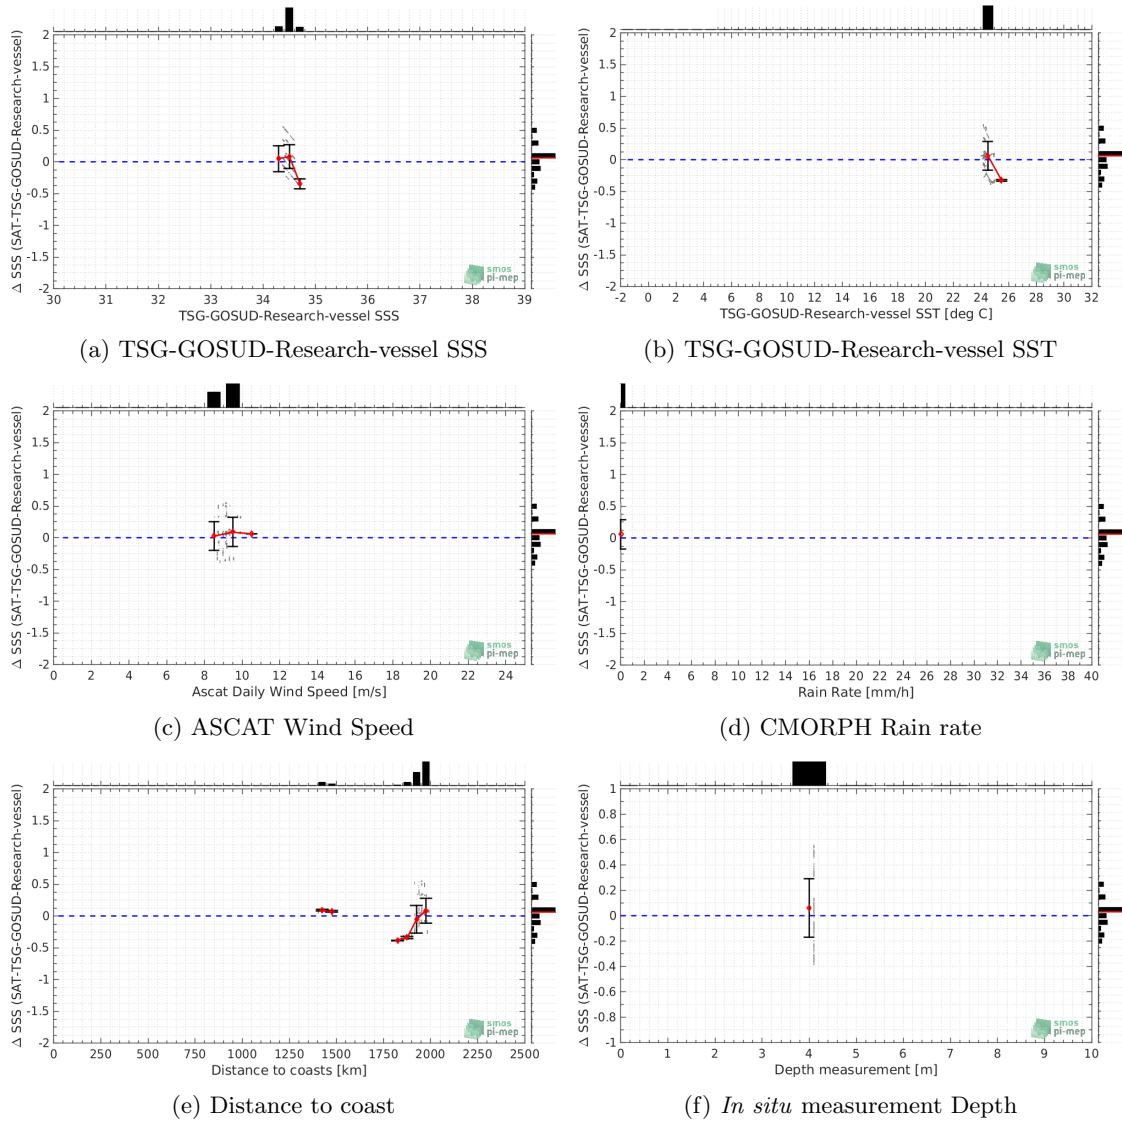 Δ SSS (SAT-TSG-GOSUD-Research-vessel)
2
1.5
1
0.5
0
-0.5
-1
-1.5
-2
30 31 32 33 34 35 36 37 38 39
TSG-GOSUD-Research-vessel SSS
smos
pi-mep
(a) TSG-GOSUD-Research-vessel SSS
Δ SSS (SAT-TSG-GOSUD-Research-vessel)
2
1.5
1
0.5
0
-0.5
-1
-1.5
-2
-2 0 2 4 6 8 10 12 14 16 18 20 22 24 26 28 30 32
TSG-GOSUD-Research-vessel SST [deg C]
smos
pi-mep
(b) TSG-GOSUD-Research-vessel SST
Δ SSS (SAT-TSG-GOSUD-Research-vessel)
2
1.5
1
0.5
0
-0.5
-1
-1.5
-2
0 2 4 6 8 10 12 14 16 18 20 22 24
Ascat Daily Wind Speed [m/s]
smos
pi-mep
(c) ASCAT Wind Speed
Δ SSS (SAT-TSG-GOSUD-Research-vessel)
2
1.5
1
0.5
0
-0.5
-1
-1.5
-2
0 2 4 6 8 10 12 14 16 18 20 22 24 26 28 30 32 34 36 38 40
Rain Rate [mm/h]
smos
pi-mep
(d) CMORPH Rain rate
Δ SSS (SAT-TSG-GOSUD-Research-vessel)
2
1.5
1
0.5
0
-0.5
-1
-1.5
-2
0 250 500 750 1000 1250 1500 1750 2000 2250 2500
Distance to coasts [km]
smos
pi-mep
(e) Distance to coast
Δ SSS (SAT-TSG-GOSUD-Research-vessel)
1
0.8
0.6
0.4
0.2
0
-0.2
-0.4
-0.6
-0.8
-1
0 1 2 3 4 5 6 7 8 9 10
Depth measurement [m]
smos
pi-mep
(f) In situ measurement Depth